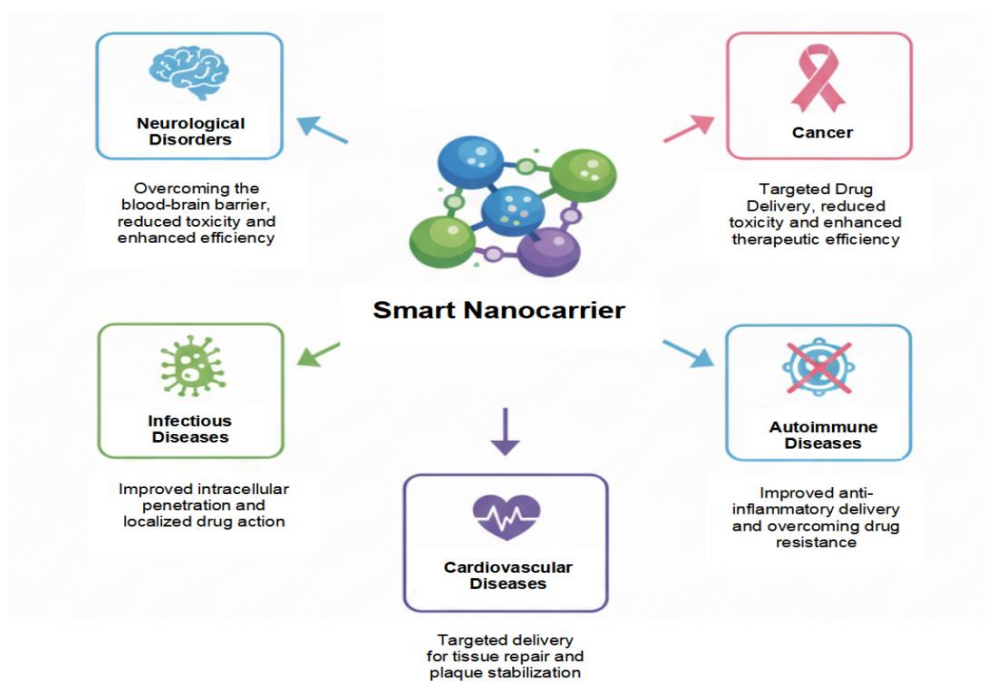 Neurological
Disorders
Overcoming the
blood-brain barrier,
reduced toxicity and
enhanced efficiency
Cancer
Targeted Drug
Delivery, reduced
toxicity and enhanced
therapeutic efficiency
Smart Nanocarrier
Infectious
Diseases
Improved intracellular
penetration and
localized drug action
Autoimmune
Diseases
Improved anti-
inflammatory delivery
and overcoming drug
resistance
Cardiovascular
Diseases
Targeted delivery
for tissue repair and
plaque stabilization